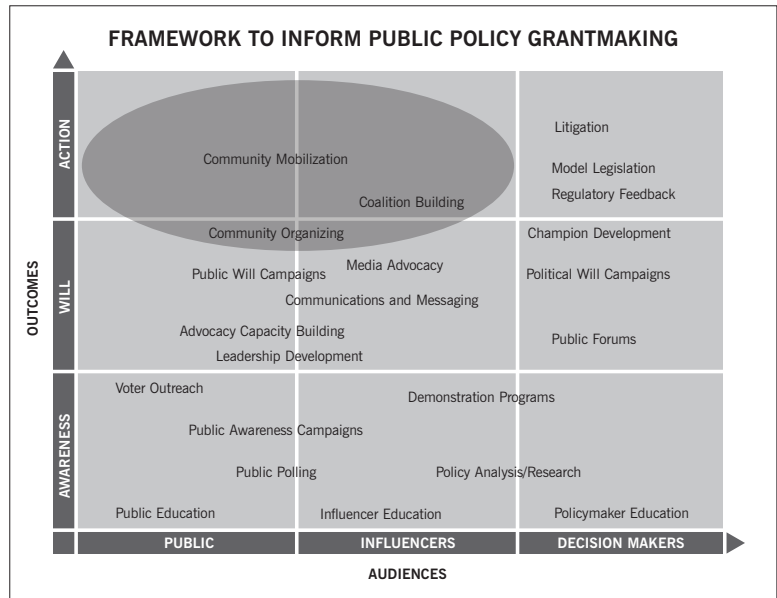 FRAMEWORK TO INFORM PUBLIC POLICY GRANTMAKING
OUTCOMES
ACTION
Litigation
Community Mobilization
Model Legislation
Regulatory Feedback
Coalition Building
WILL
Community Organizing
Champion Development
Media Advocacy
Public Will Campaigns
Political Will Campaigns
Communications and Messaging
Advocacy Capacity Building
Public Forums
Leadership Development
AWARENESS
Voter Outreach
Demonstration Programs
Public Awareness Campaigns
Public Polling
Policy Analysis/Research
Public Education
Influencer Education
Policymaker Education
PUBLIC
INFLUENCERS
DECISION MAKERS
AUDIENCES